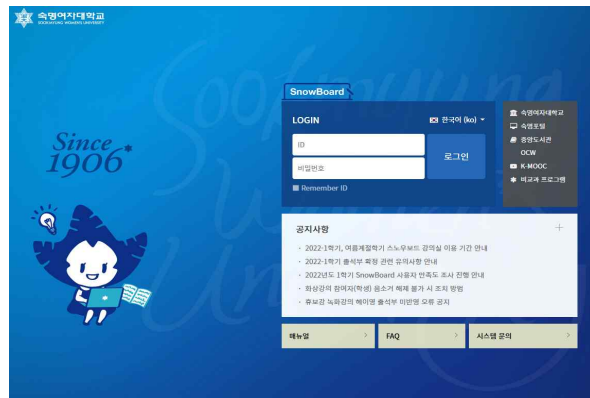 숙명여자대학교
SOOKMYUNG WOMEN'S UNIVERSITY
Sookmyung
Women's
University
Since
1906
SnowBoard
LOGIN
한국어 (ko)
ID
비밀번호
로그인
Remember ID
숙명여자대학교
숙명포털
중앙도서관
OCW
K-MOOC
비교과 프로그램
공지사항
· 2022-1학기, 여름계절학기 스노우보드 강의실 이용 기간 안내
· 2022-1학기 출석부 확정 관련 유의사항 안내
· 2022년도 1학기 SnowBoard 사용자 만족도 조사 진행 안내
· 화상강의 참여자(학생) 음소거 해제 불가 시 조치 방법
· 휴보강 녹화강의 헤이영 출석부 미반영 오류 공지
매뉴얼
FAQ
시스템 문의